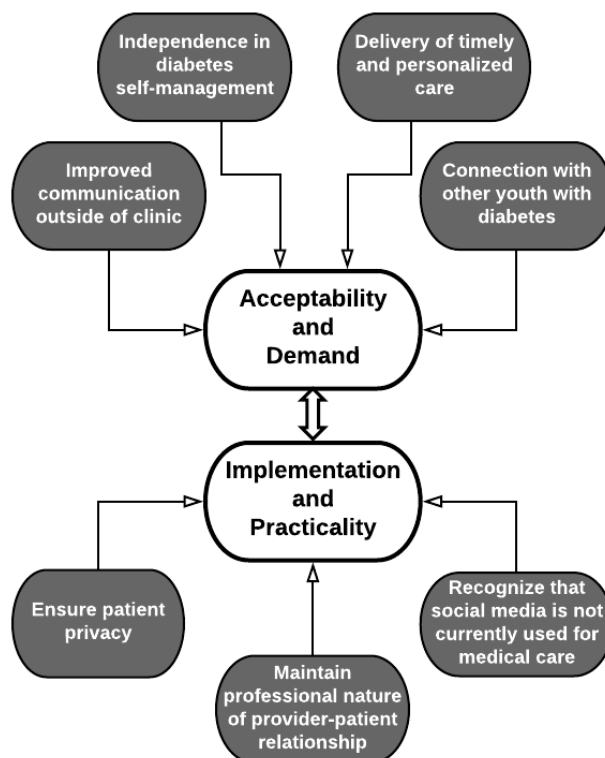 Independence in
diabetes
self-management
Delivery of timely
and personalized
care
Improved
communication
outside of clinic
Connection with
other youth with
diabetes
Acceptability
and
Demand
Implementation
and
Practicality
Ensure patient
privacy
Maintain
professional nature
of provider-patient
relationship
Recognize that
social media is not
currently used for
medical care